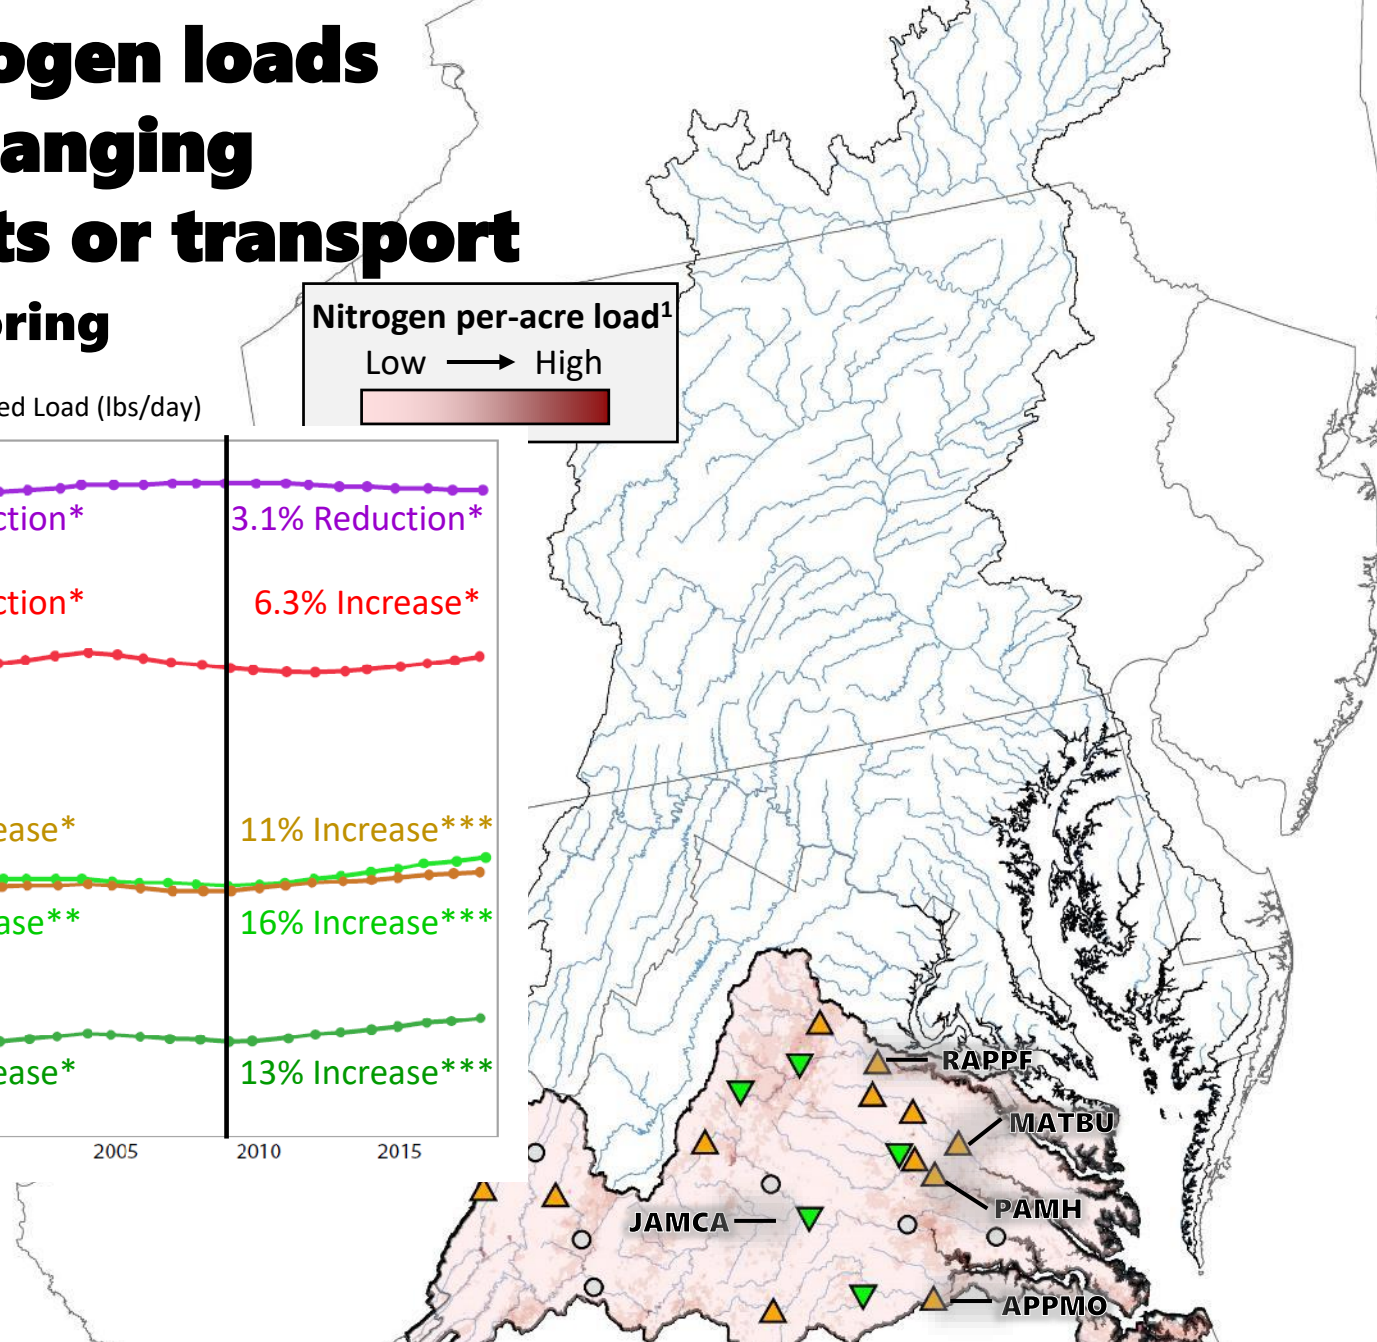 ogen loads
anging
ts or transport
oring
Nitrogen per-acre load¹
Low High
ed Load (lbs/day)
ction* 3.1% Reduction*
ction* 6.3% Increase*
ease* 11% Increase***
ase** 16% Increase***
ease* 13% Increase***
2005 2010 2015
RAPPF
MATBU
PAMH
JAMCA
APPMO